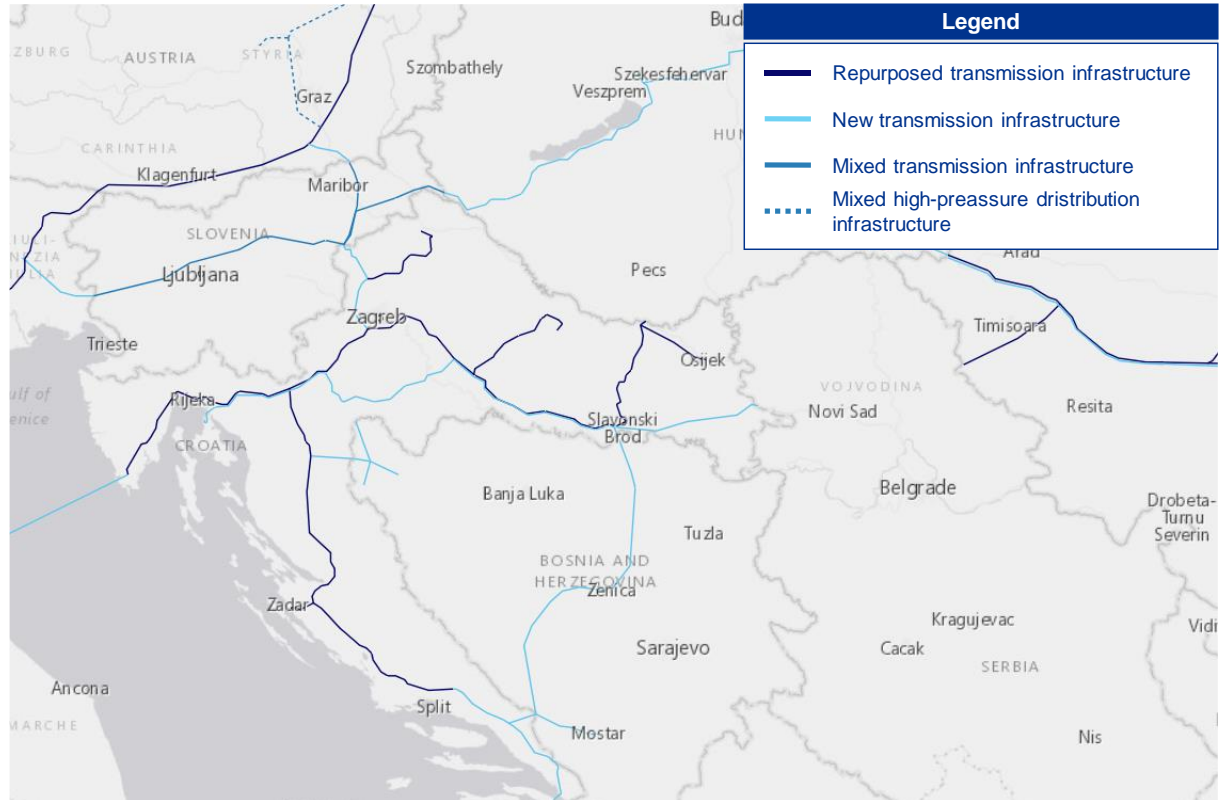 Legend
Repurposed transmission infrastructure
New transmission infrastructure
Mixed transmission infrastructure
Mixed high-preassure dristribution
infrastructure
ZBURG
AUSTRIA
STYRIA
Szombathely
Bud
Szekesfehervar
Veszprem
Graz
HUN
CARINTHIA
Klagenfurt
Maribor
SLOVENIA
Ljubljana
Arad
Pecs
Zagreb
Timisoara
Trieste
Osijek
VOJVODINA
Rijeka
Novi Sad
Resita
ulf of
enice
Slavonski
Brod
CROATIA
Banja Luka
Belgrade
Drobeta-
Turnu
Severin
Tuzla
BOSNIA AND
HERZEGOVINA
Zenica
Zadar
Kragujevac
Vidi
Sarajevo
Cacak
SERBIA
Ancona
Split
MARCHE
Mostar
Nis